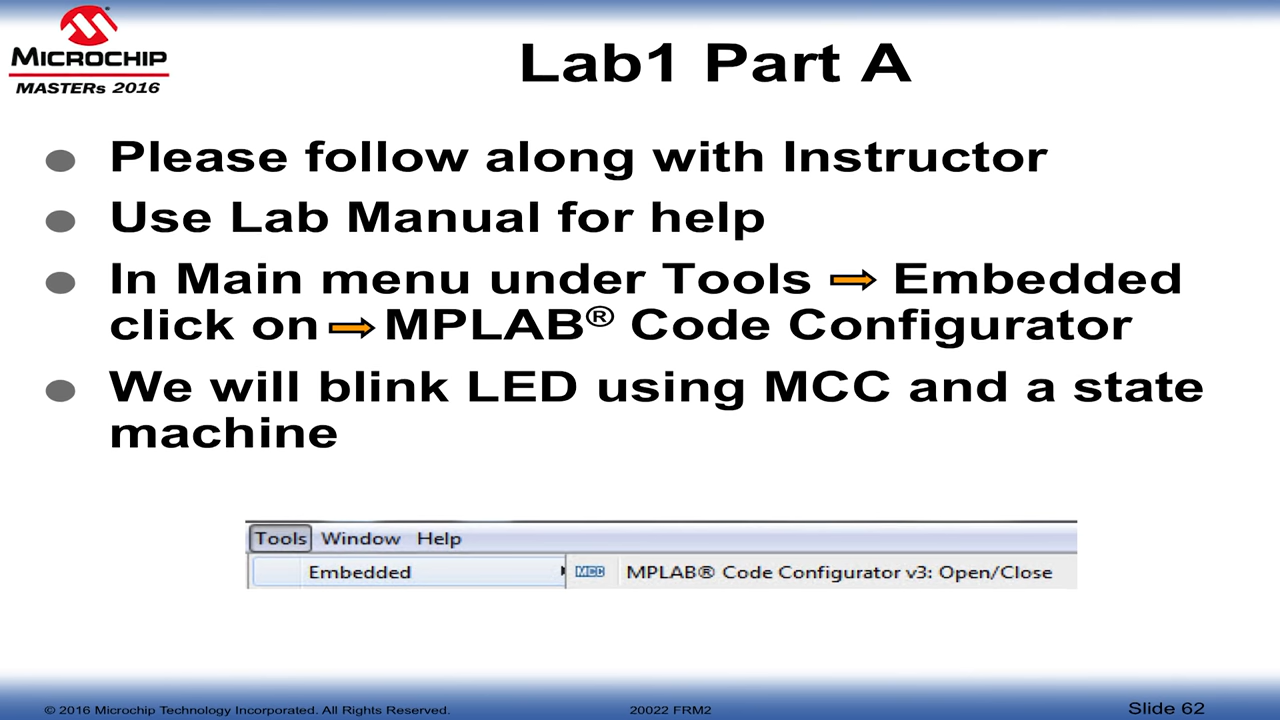 MICROCHIP
MASTERs 2016
Lab1 Part A
Please follow along with Instructor
Use Lab Manual for help
In Main menu under Tools Embedded
click on MPLAB® Code Configurator
We will blink LED using MCC and a state
machine
Tools Window Help
Embedded MCC MPLAB® Code Configurator v3: Open/Close
© 2016 Microchip Technology Incorporated. All Rights Reserved. 20022 FRM2 Slide 62